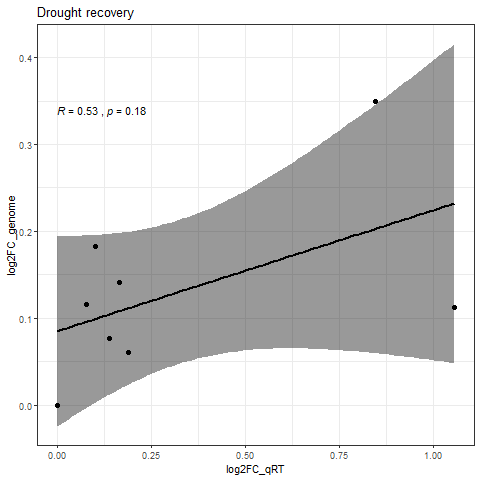 Drought recovery
R = 0.53 , p = 0.18
log2FC_genome
0.4
0.3
0.2
0.1
0.0
0.00 0.25 0.50 0.75 1.00
log2FC_qRT